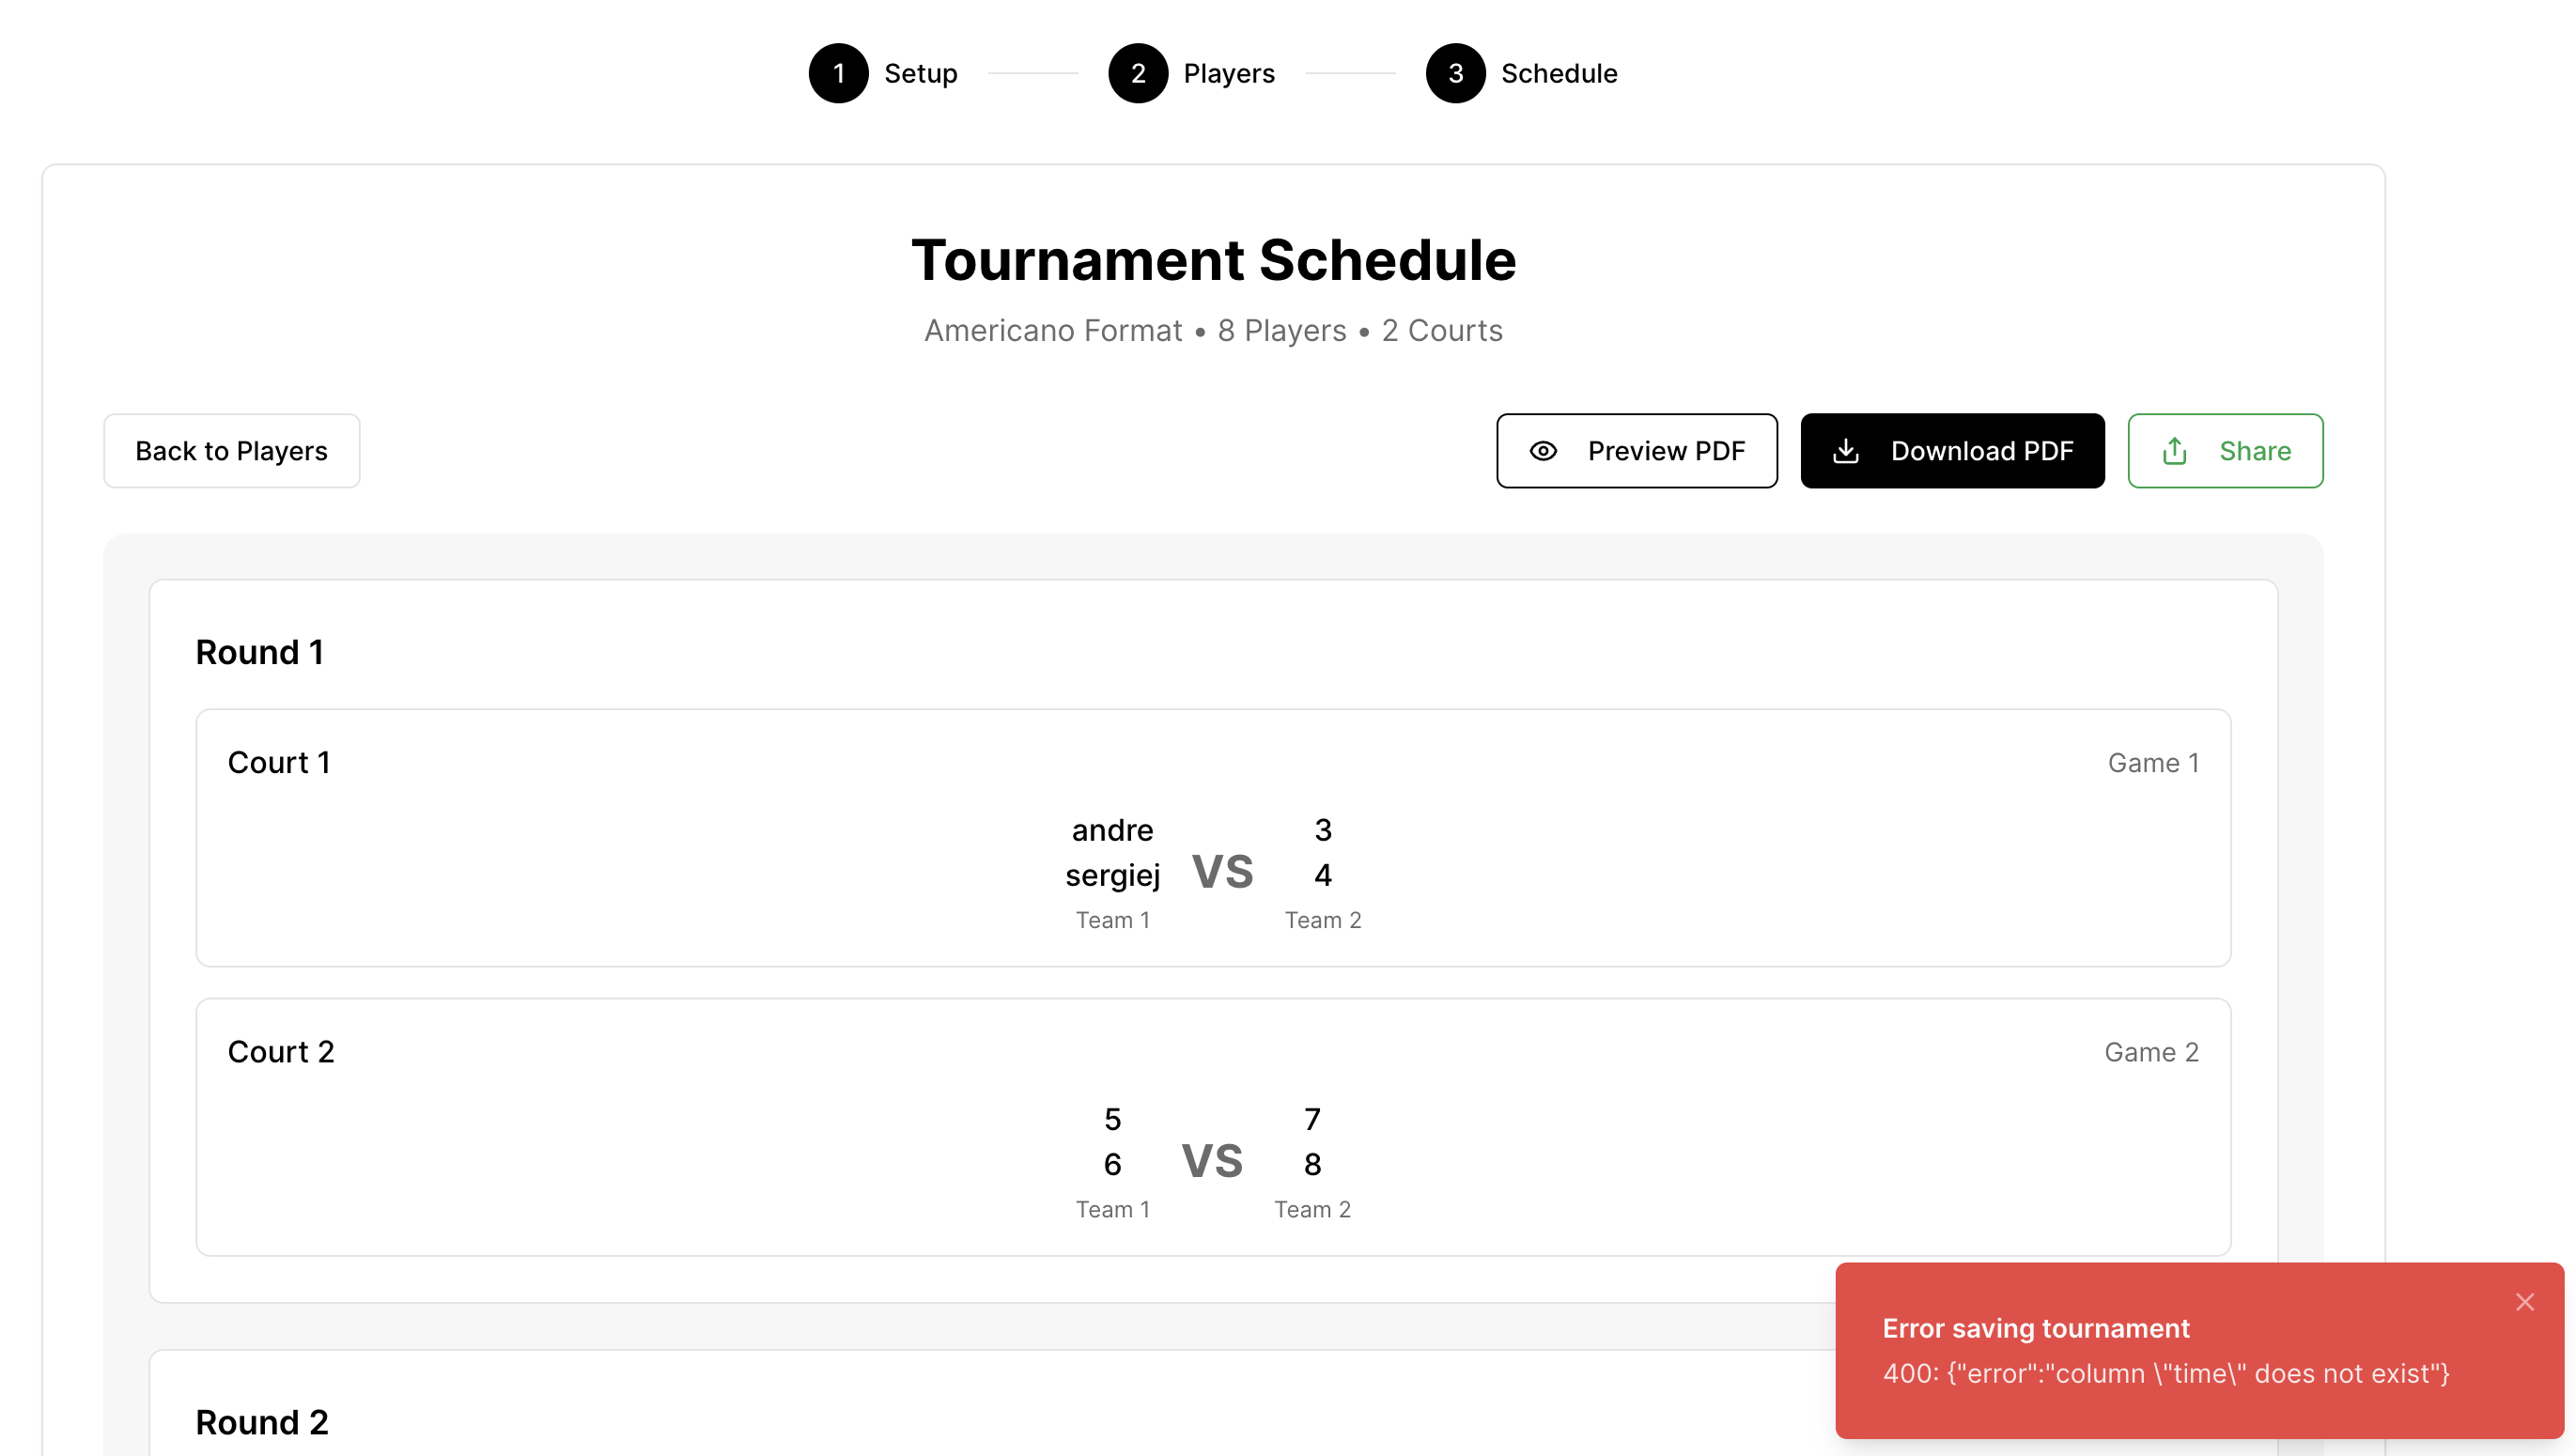 1 Setup 2 Players 3 Schedule
Tournament Schedule
Americano Format • 8 Players • 2 Courts
Back to Players Preview PDF Download PDF Share
Round 1
Court 1 Game 1
andre 3
VS
sergiej 4
Team 1 Team 2
Court 2 Game 2
5 7
VS
6 8
Team 1 Team 2
Error saving tournament
400: {"error":"column \"time\" does not exist"}
Round 2